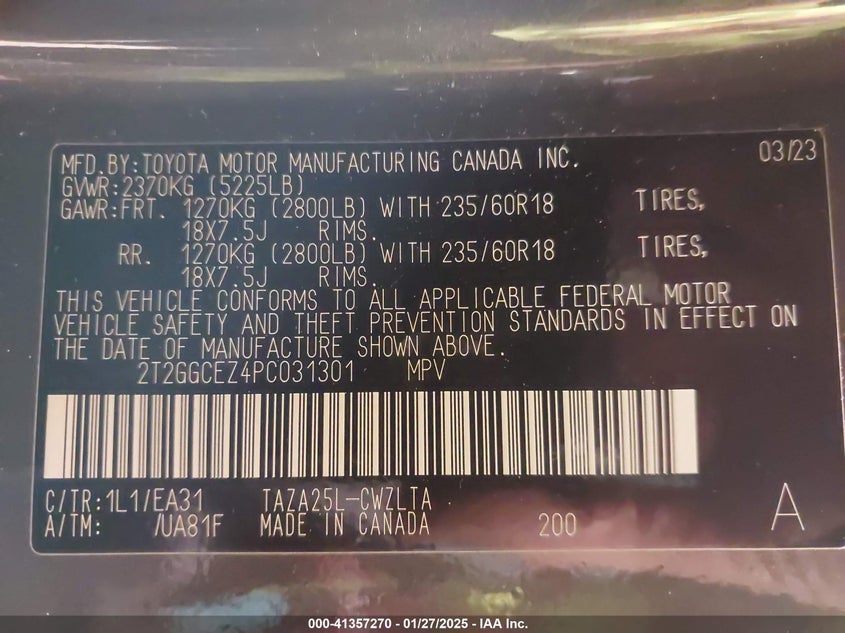 MFD.BY:TOYOTA MOTOR MANUFACTURING CANADA INC. 03/23
GVWR:2370KG (5225LB)
GAWR:FRT. 1270KG (2800LB) WITH 235/60R18 TIRES,
18X7.5J RIMS.
RR. 1270KG (2800LB) WITH 235/60R18 TIRES,
18X7.5J RIMS.
THIS VEHICLE CONFORMS TO ALL APPLICABLE FEDERAL MOTOR
VEHICLE SAFETY AND THEFT PREVENTION STANDARDS IN EFFECT ON
THE DATE OF MANUFACTURE SHOWN ABOVE.
2T2GGCEZ4PC031301 MPV
C/TR:1L1/EA31 TAZA25L-CWZLTA
A/TM: /UA81F MADE IN CANADA 200 A
000-41357270 - 01/27/2025 - IAA Inc.